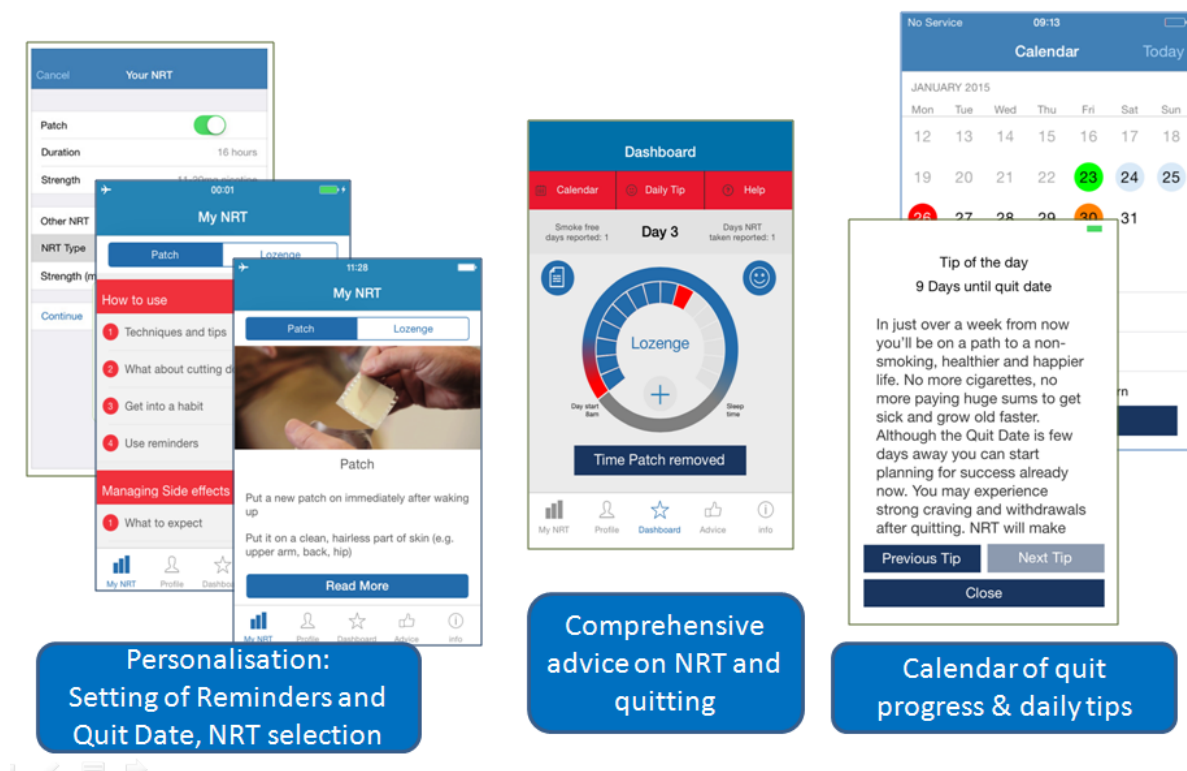 Cancel Your NRT
Patch
Duration 16 hours
Strength 11-20mg nicotine
Other NRT
NRT Type
Strength (m
Continue
00:01
My NRT
Patch Lozenge
How to use
1 Techniques and tips
2 What about cutting d
3 Get into a habit
4 Use reminders
Managing Side effects
1 What to expect
My NRT Profile Dashboa
11:28
My NRT
Patch Lozenge
Patch
Put a new patch on immediately after waking
up
Put it on a clean, hairless part of skin (e.g.
upper arm, back, hip)
Read More
My NRT Profile Dashboard Advice info
Personalisation:
Setting of Reminders and
Quit Date, NRT selection
Dashboard
Calendar Daily Tip ? Help
Smoke free
days reported: 1
Day 3
Days NRT
taken reported: 1
Lozenge
+
Day start
8am
Sleep
time
Time Patch removed
My NRT Profile Dashboard Advice info
Comprehensive
advice on NRT and
quitting
No Service 09:13
Calendar Today
JANUARY 2015
Mon Tue Wed Thu Fri Sat Sun
12 13 14 15 16 17 18
19 20 21 22 23 24 25
26 27 28 29 30 31
rn
Tip of the day
9 Days until quit date
In just over a week from now
you'll be on a path to a non-
smoking, healthier and happier
life. No more cigarettes, no
more paying huge sums to get
sick and grow old faster.
Although the Quit Date is few
days away you can start
planning for success already
now. You may experience
strong craving and withdrawals
after quitting. NRT will make
Previous Tip Next Tip
Close
Calendar of quit
progress & daily tips